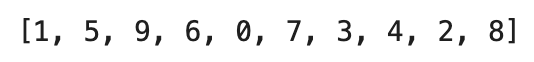 [1, 5, 9, 6, 0, 7, 3, 4, 2, 8]